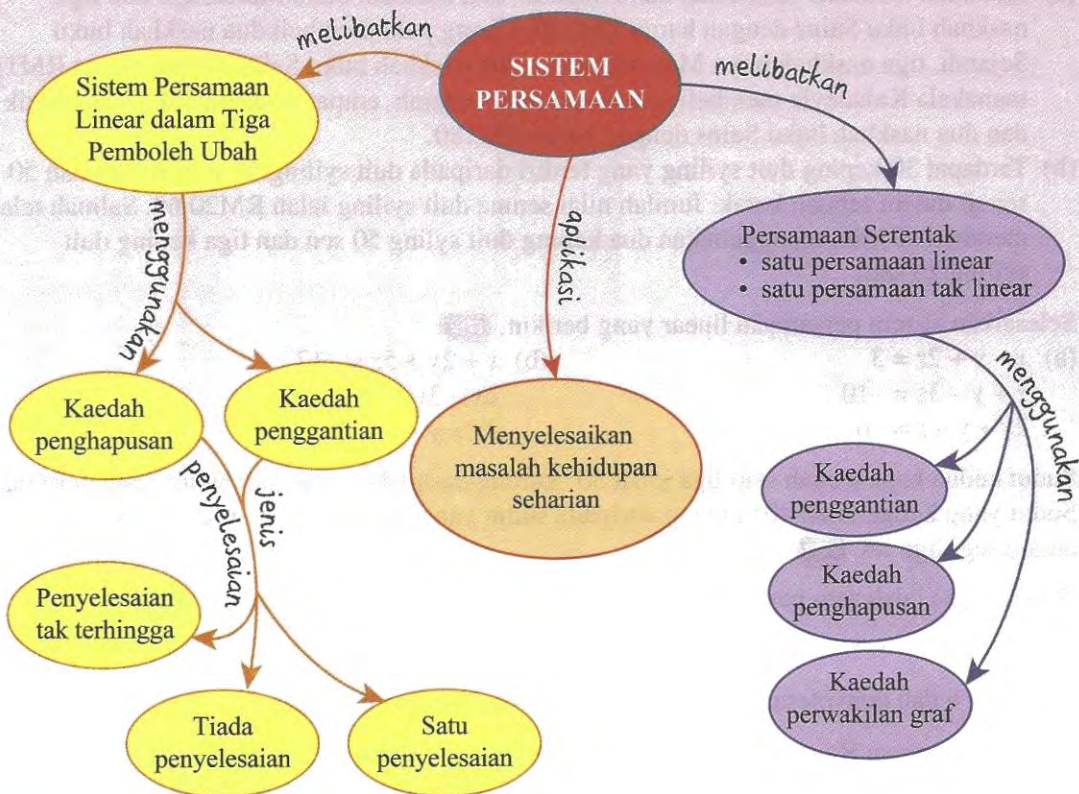 SISTEM
PERSAMAAN
melibatkan
Sistem Persamaan
Linear dalam Tiga
Pemboleh Ubah
menggunakan
Kaedah
penghapusan
Kaedah
penggantian
jenis
penyelesaian
Penyelesaian
tak terhingga
Tiada
penyelesaian
Satu
penyelesaian
aplikasi
Menyelesaikan
masalah kehidupan
seharian
melibatkan
Persamaan Serentak
• satu persamaan linear
• satu persamaan tak linear
menggunakan
Kaedah
penggantian
Kaedah
penghapusan
Kaedah
perwakilan graf